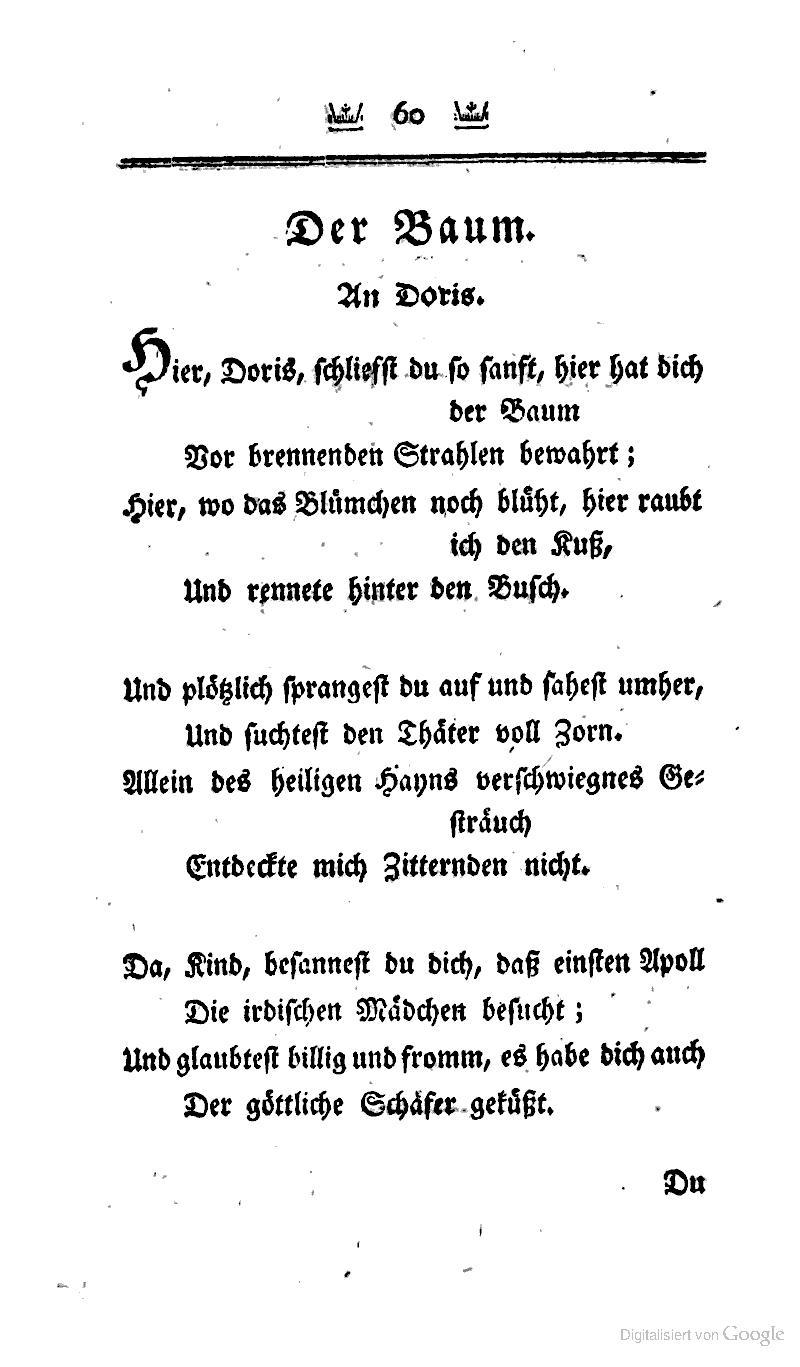 60
Der Baum.
An Doris.
Hier, Doris, schliefst du so sanft, hier hat dich
der Baum
Vor brennenden Strahlen bewahrt;
Hier, wo das Blümchen noch blüht, hier raubt
ich den Kuß,
Und rennete hinter den Busch.
Und plötzlich sprangest du auf und sahest umher,
Und suchtest den Thäter voll Zorn.
Allein des heiligen Hayns verschwiegnes Ge-
sträuch
Entdeckte mich Zitternden nicht.
Da, Kind, besannest du dich, daß einsten Apoll
Die irdischen Mädchen besucht;
Und glaubtest billig und fromm, es habe dich auch
Der göttliche Schäfer geküßt.
Du
Digitalisiert von Google